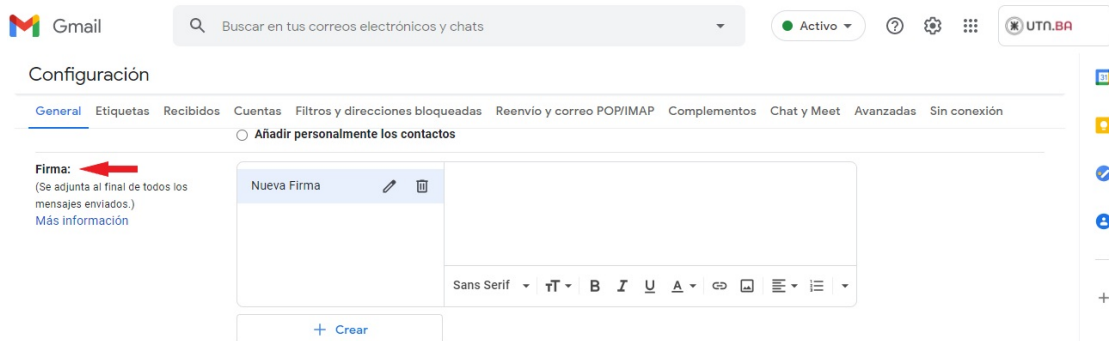 Gmail
Buscar en tus correos electrónicos y chats
Activo
UTN.BA
Configuración
31
General Etiquetas Recibidos Cuentas Filtros y direcciones bloqueadas Reenvío y correo POP/IMAP Complementos Chat y Meet Avanzadas Sin conexión
Añadir personalmente los contactos
Firma:
(Se adjunta al final de todos los
mensajes enviados.)
Más información
Nueva Firma
Sans Serif TT B I U A
+ Crear